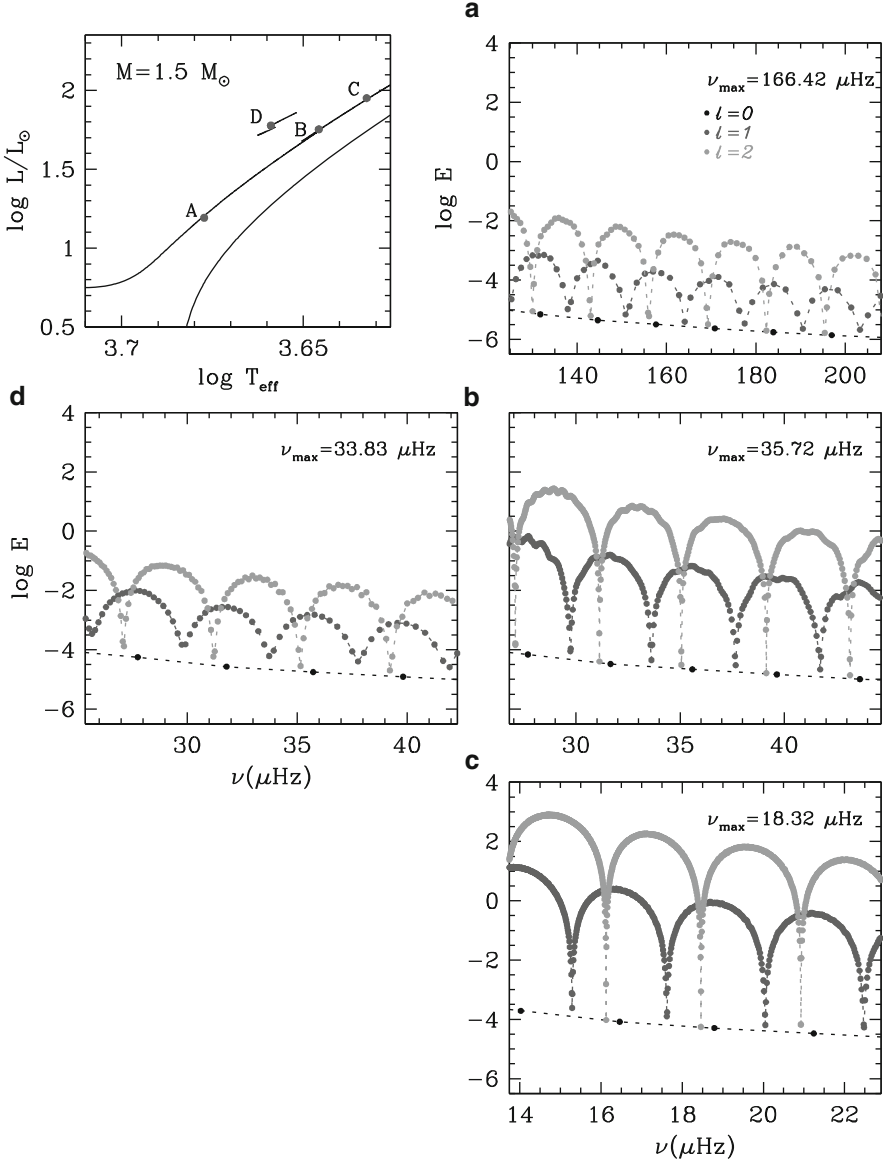 a
M=1.5 M⊙
A
B
C
D
2
1.5
1
0.5
log L/L⊙
3.7
3.65
log Teff
νmax=166.42 μHz
l=0
l=1
l=2
4
2
0
−2
−4
−6
log E
140
160
180
200
d
νmax=33.83 μHz
4
2
0
−2
−4
−6
log E
30
35
40
ν(μHz)
b
νmax=35.72 μHz
30
35
40
c
νmax=18.32 μHz
4
2
0
−2
−4
−6
14
16
18
20
22
ν(μHz)